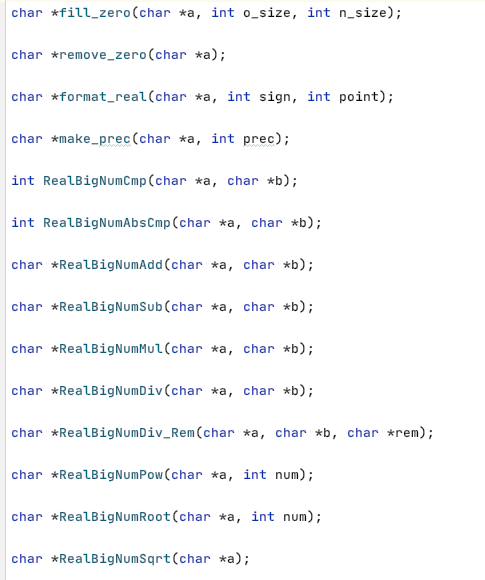 char *fill_zero(char *a, int o_size, int n_size);
char *remove_zero(char *a);
char *format_real(char *a, int sign, int point);
char *make_prec(char *a, int prec);
int RealBigNumCmp(char *a, char *b);
int RealBigNumAbsCmp(char *a, char *b);
char *RealBigNumAdd(char *a, char *b);
char *RealBigNumSub(char *a, char *b);
char *RealBigNumMul(char *a, char *b);
char *RealBigNumDiv(char *a, char *b);
char *RealBigNumDiv_Rem(char *a, char *b, char *rem);
char *RealBigNumPow(char *a, int num);
char *RealBigNumRoot(char *a, int num);
char *RealBigNumSqrt(char *a);